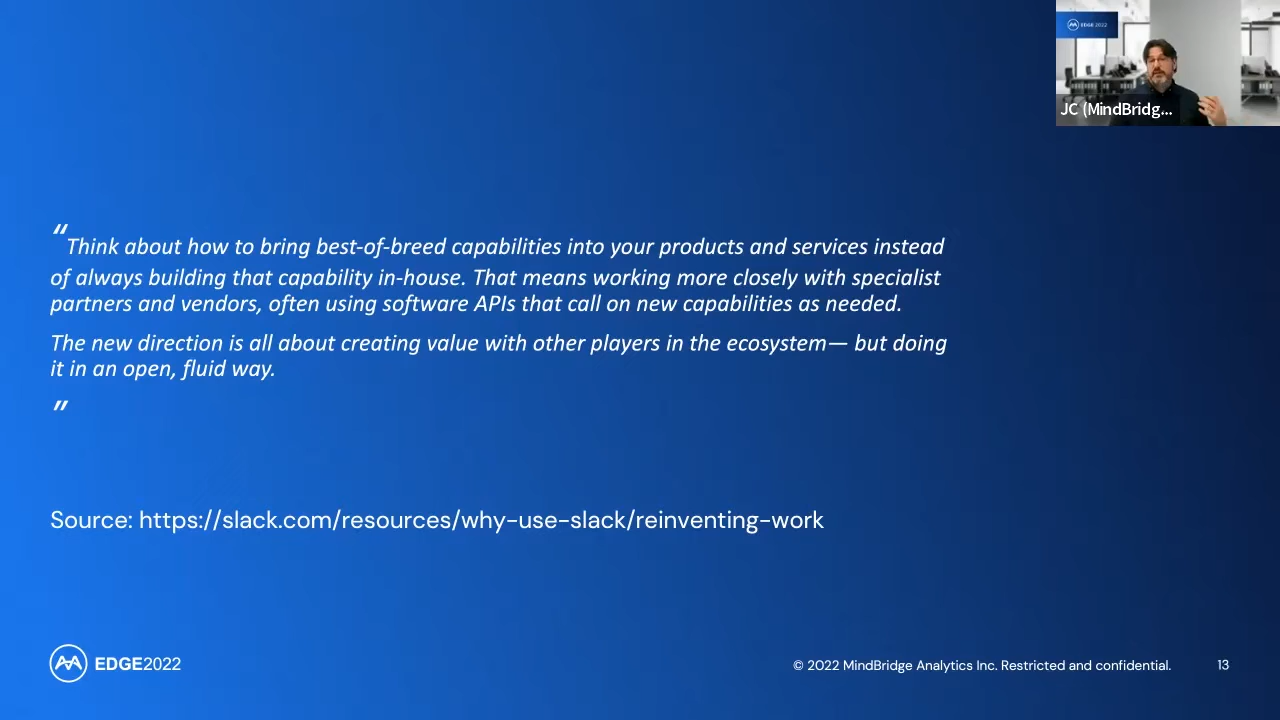 EDGE 2022
JC (MindBridg...
“Think about how to bring best-of-breed capabilities into your products and services instead
of always building that capability in-house. That means working more closely with specialist
partners and vendors, often using software APIs that call on new capabilities as needed.
The new direction is all about creating value with other players in the ecosystem— but doing
it in an open, fluid way.
”
Source: https://slack.com/resources/why-use-slack/reinventing-work
EDGE2022
© 2022 MindBridge Analytics Inc. Restricted and confidential.
13